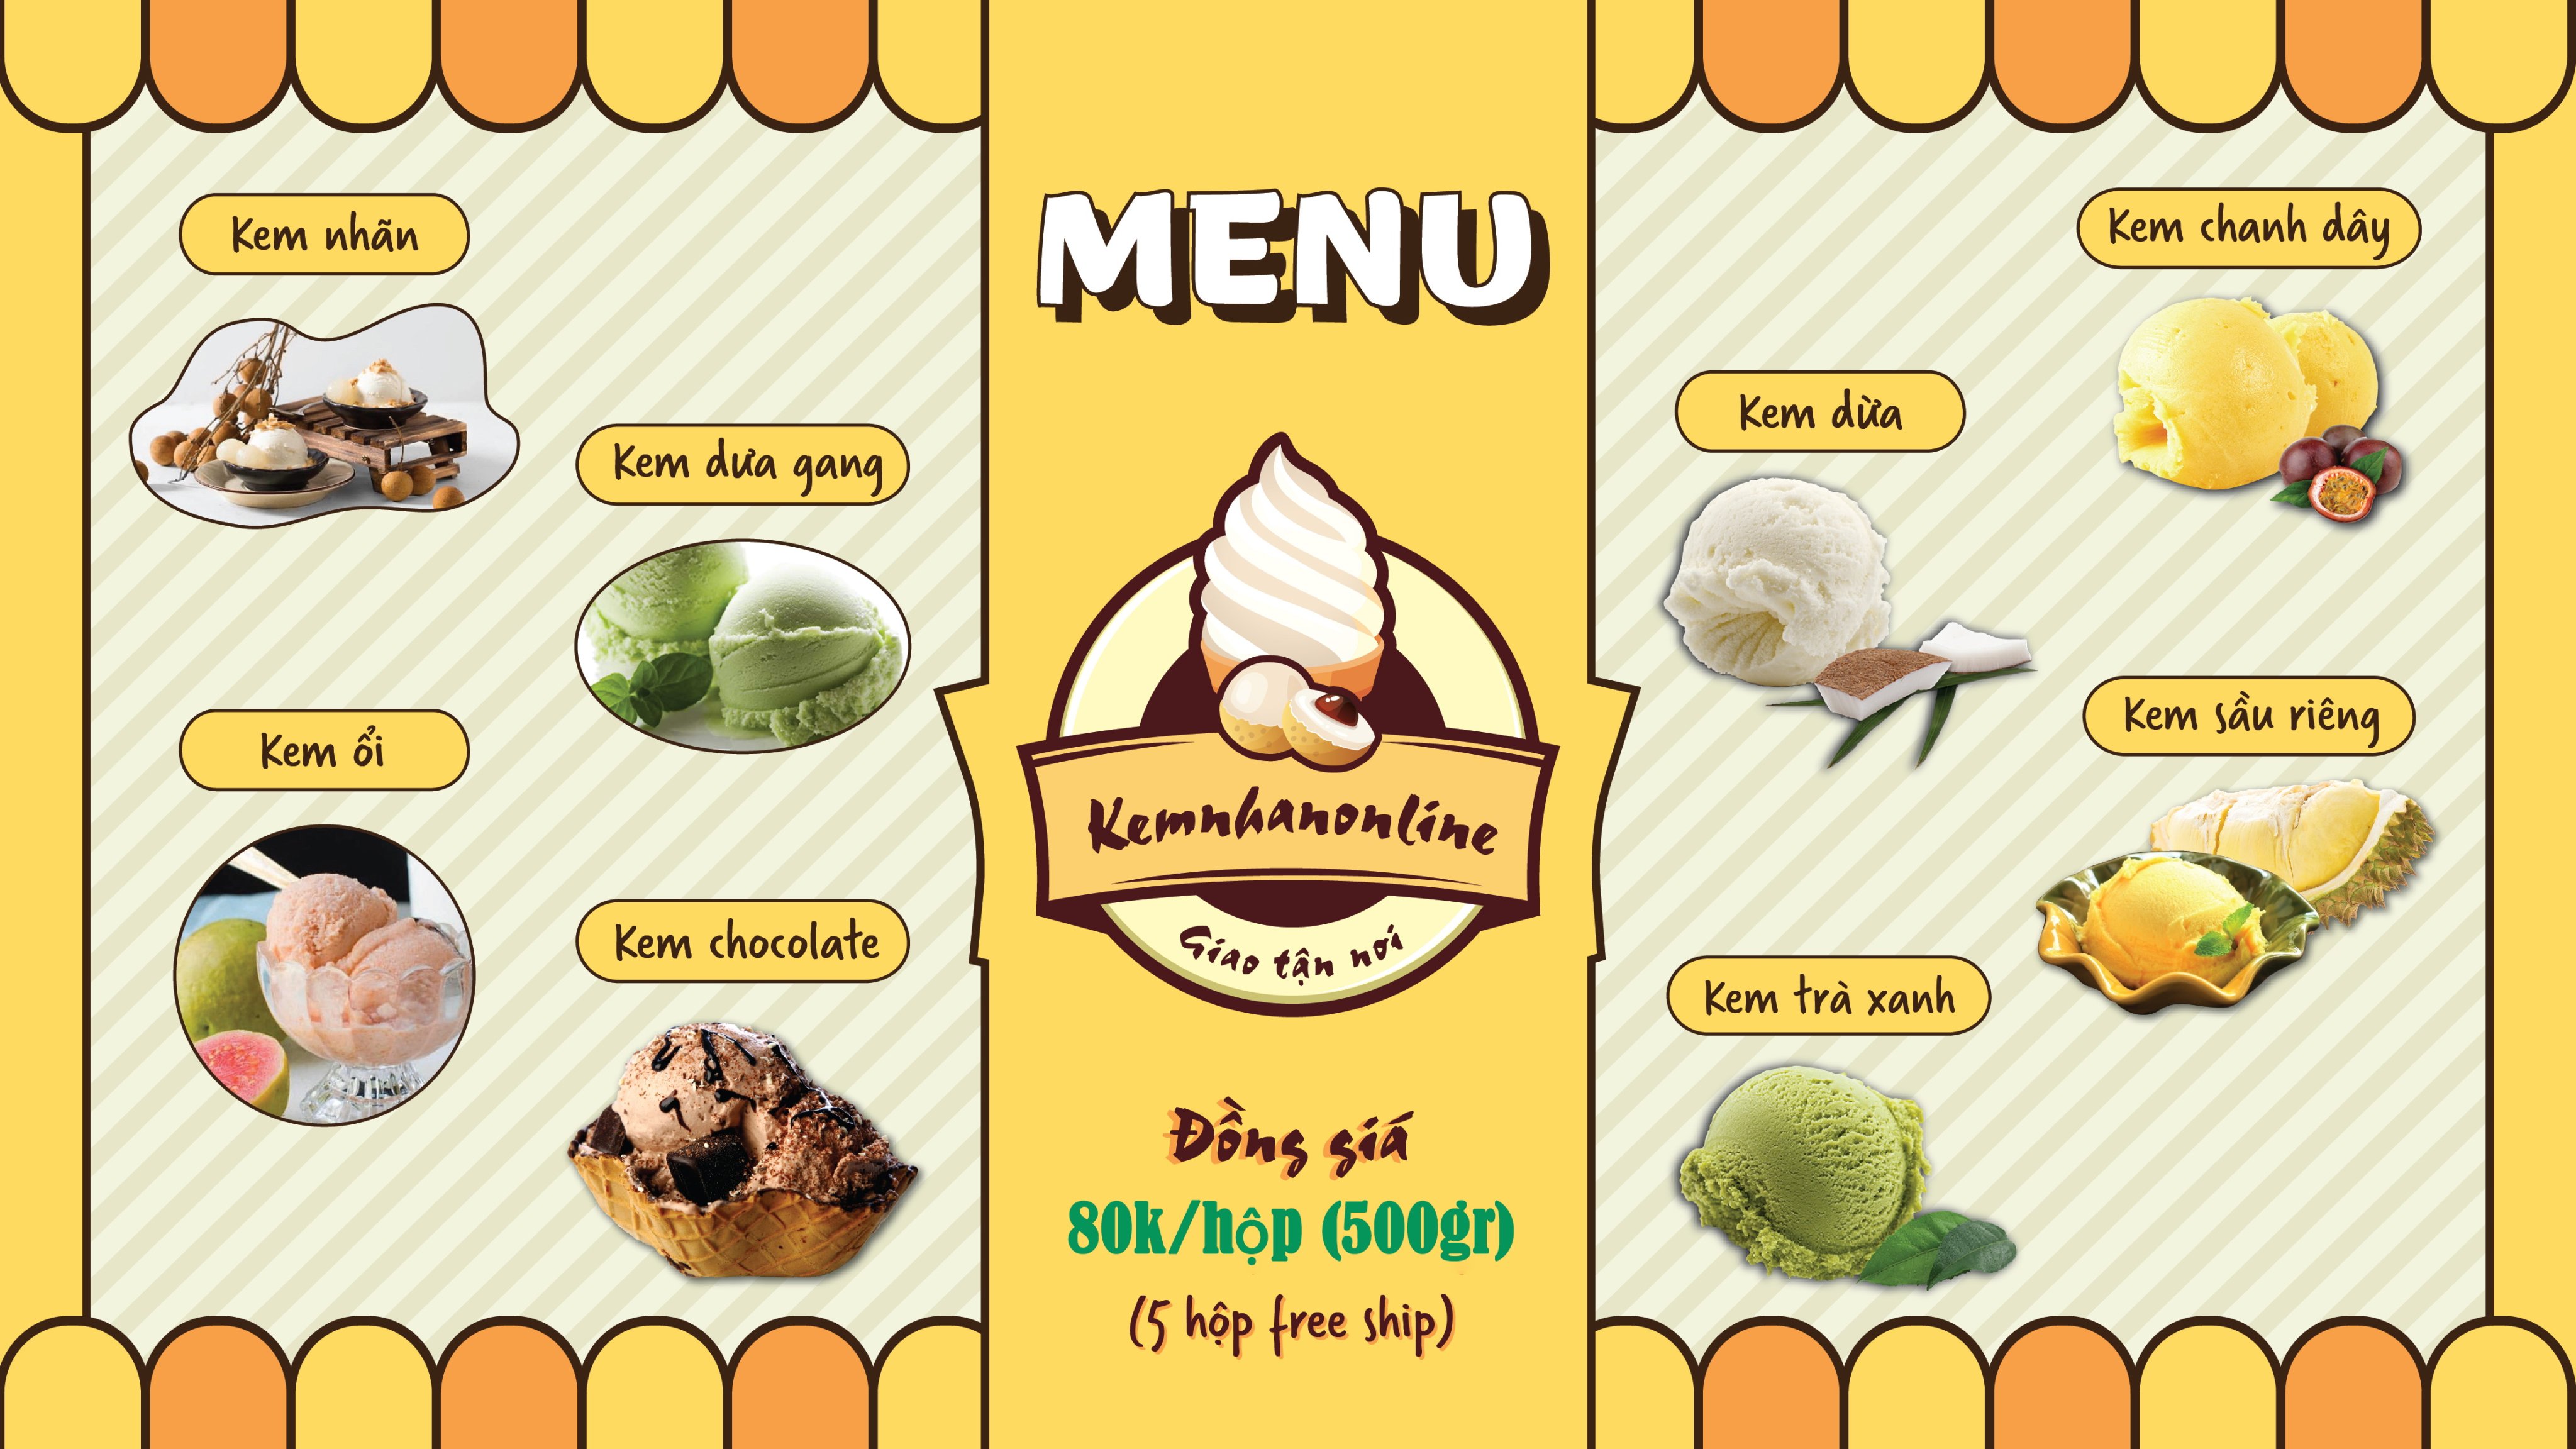 Kem nhãn
Kem dưa gang
Kem ổi
Kem chocolate
MENU
Kemnhanonline
Giao tận nơi
Đồng giá
80k/hộp (500gr)
(5 hộp free ship)
Kem chanh dây
Kem dừa
Kem sầu riêng
Kem trà xanh